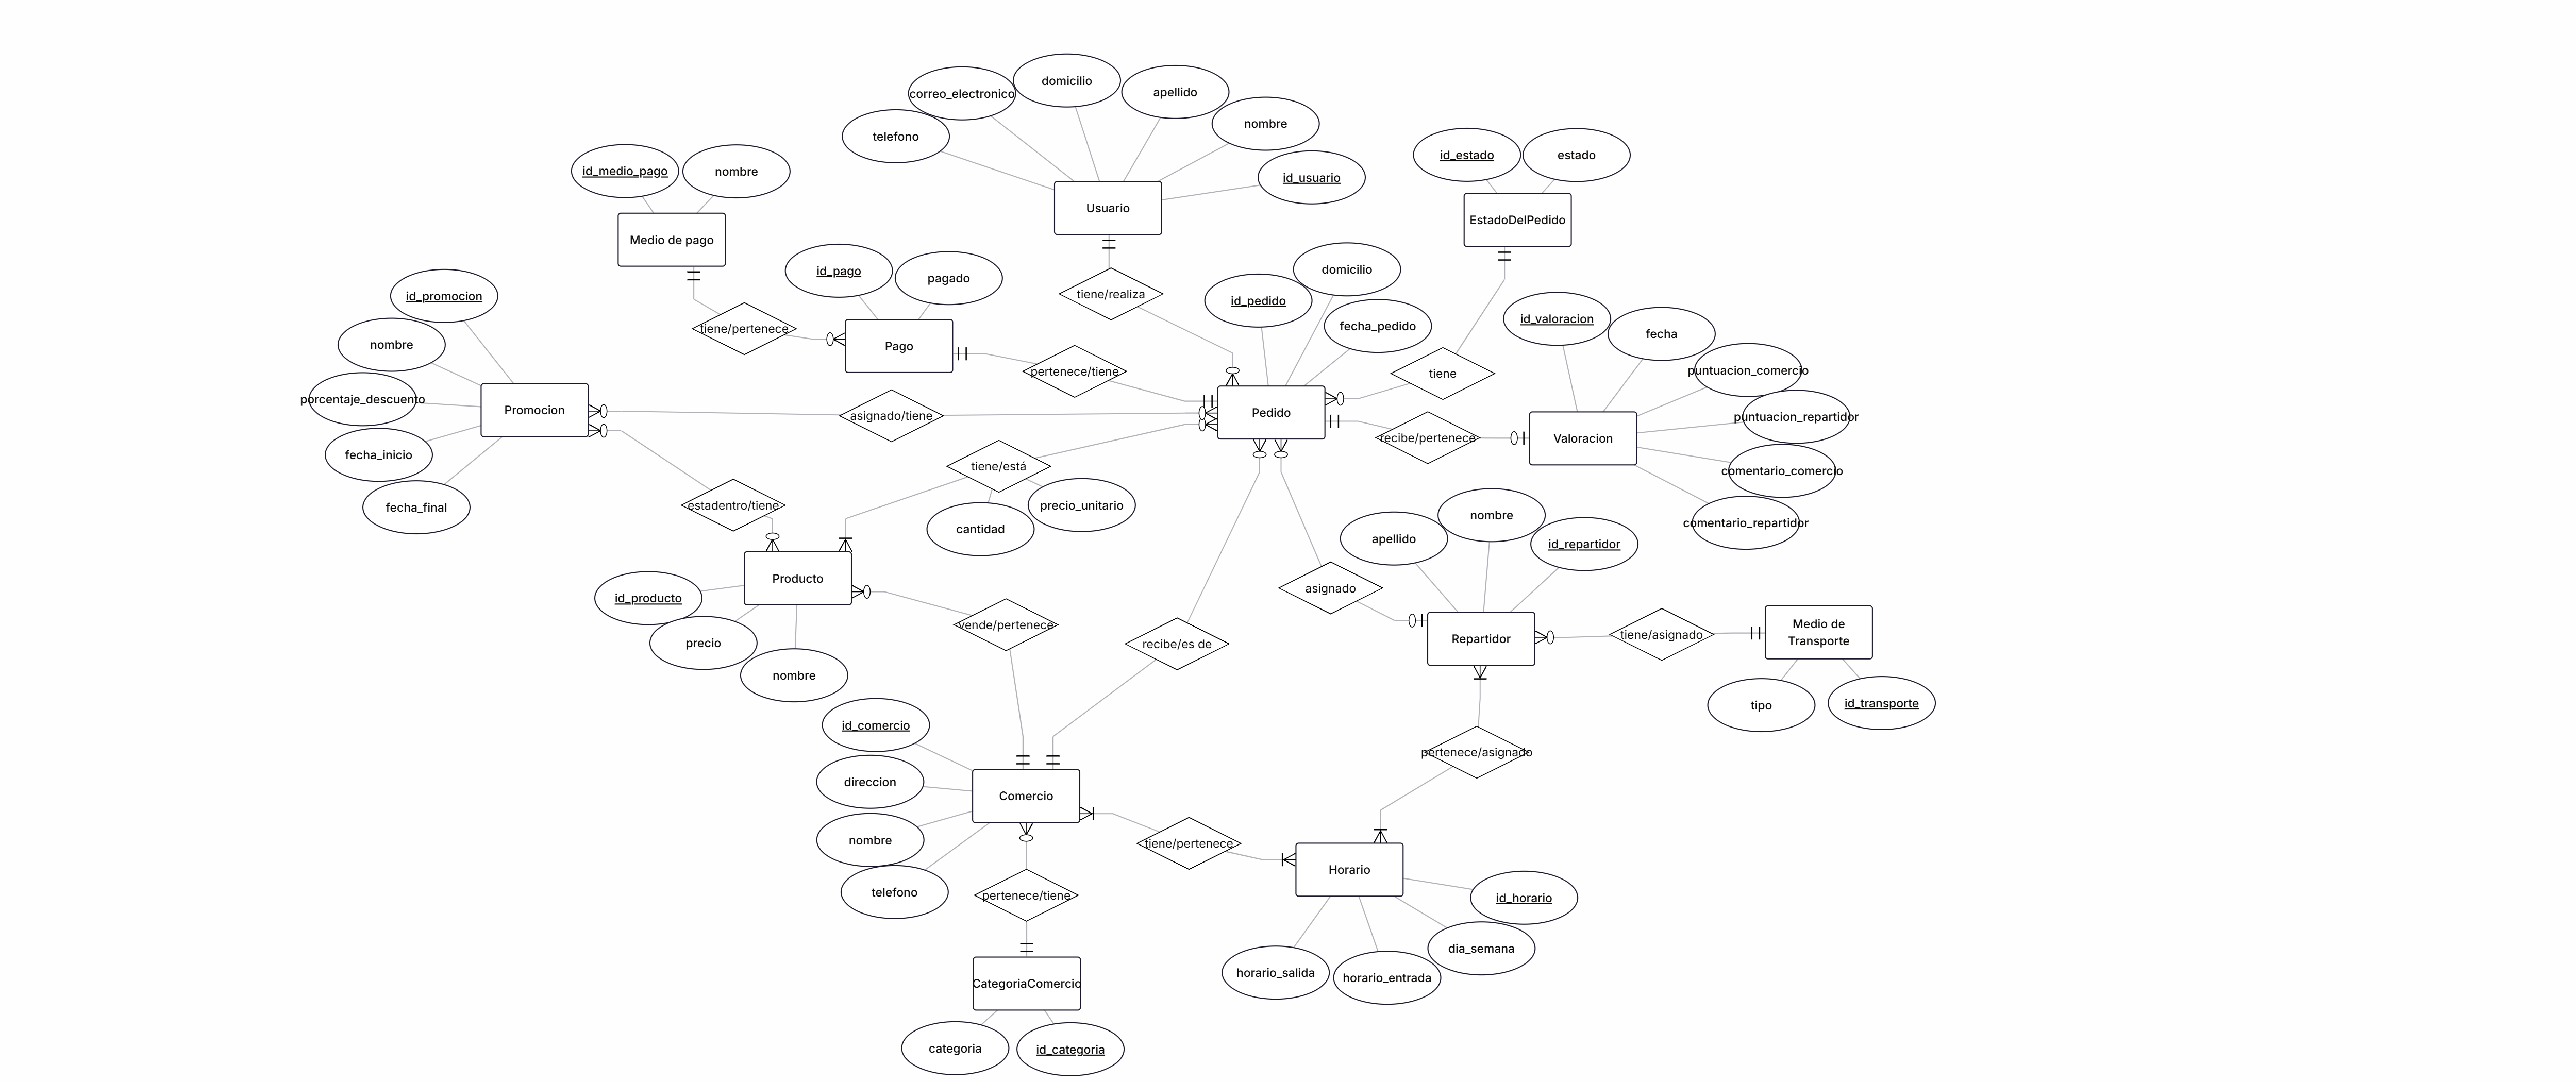 domicilio
correo_electronico
apellido
nombre
telefono
id_usuario
Usuario
id_estado
estado
EstadoDelPedido
id_medio_pago
nombre
Medio de pago
id_pago
pagado
Pago
tiene/pertenece
tiene/realiza
pertenece/tiene
id_pedido
domicilio
fecha_pedido
Pedido
tiene
id_valoracion
fecha
puntuacion_comercio
puntuacion_repartidor
comentario_comercio
comentario_repartidor
Valoracion
recibe/pertenece
id_promocion
nombre
porcentaje_descuento
fecha_inicio
fecha_final
Promocion
asignado/tiene
tiene/está
cantidad
precio_unitario
estadentro/tiene
Producto
id_producto
precio
nombre
vende/pertenece
recibe/es de
asignado
apellido
nombre
id_repartidor
Repartidor
tiene/asignado
Medio de
Transporte
tipo
id_transporte
pertenece/asignado
id_comercio
direccion
nombre
telefono
Comercio
tiene/pertenece
Horario
id_horario
dia_semana
horario_entrada
horario_salida
pertenece/tiene
CategoriaComercio
categoria
id_categoria